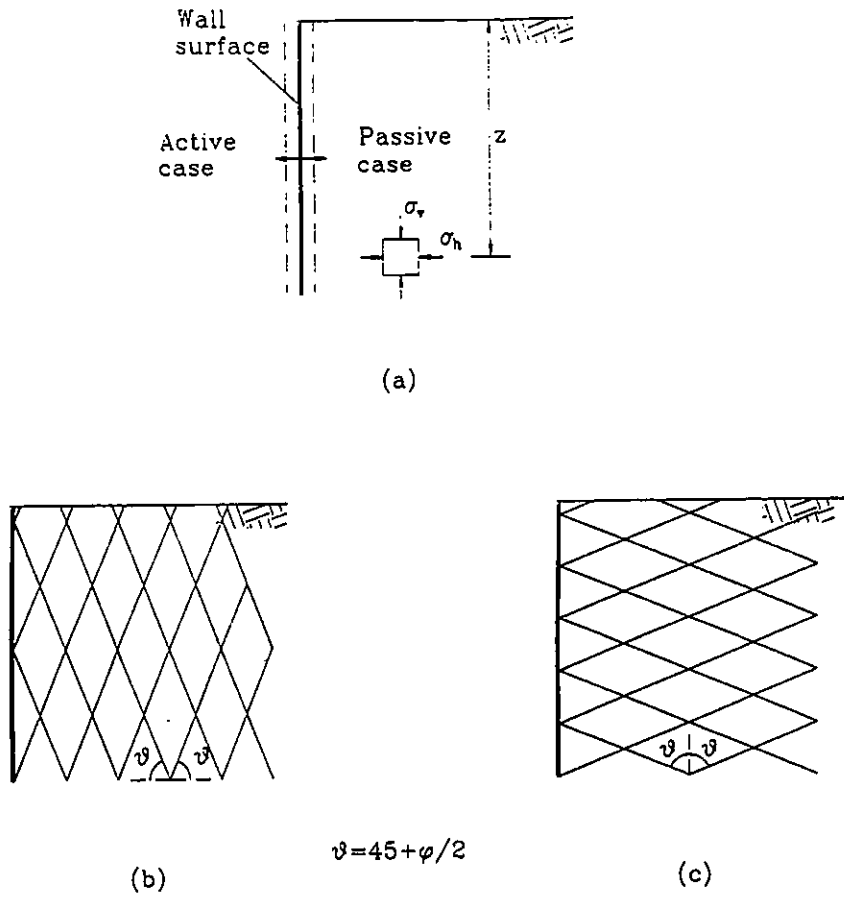 Wall
surface
Active
case
Passive
case
z
σᵥ
σₕ
(a)
ϑ ϑ
ϑ ϑ
ϑ=45+φ/2
(b)
(c)